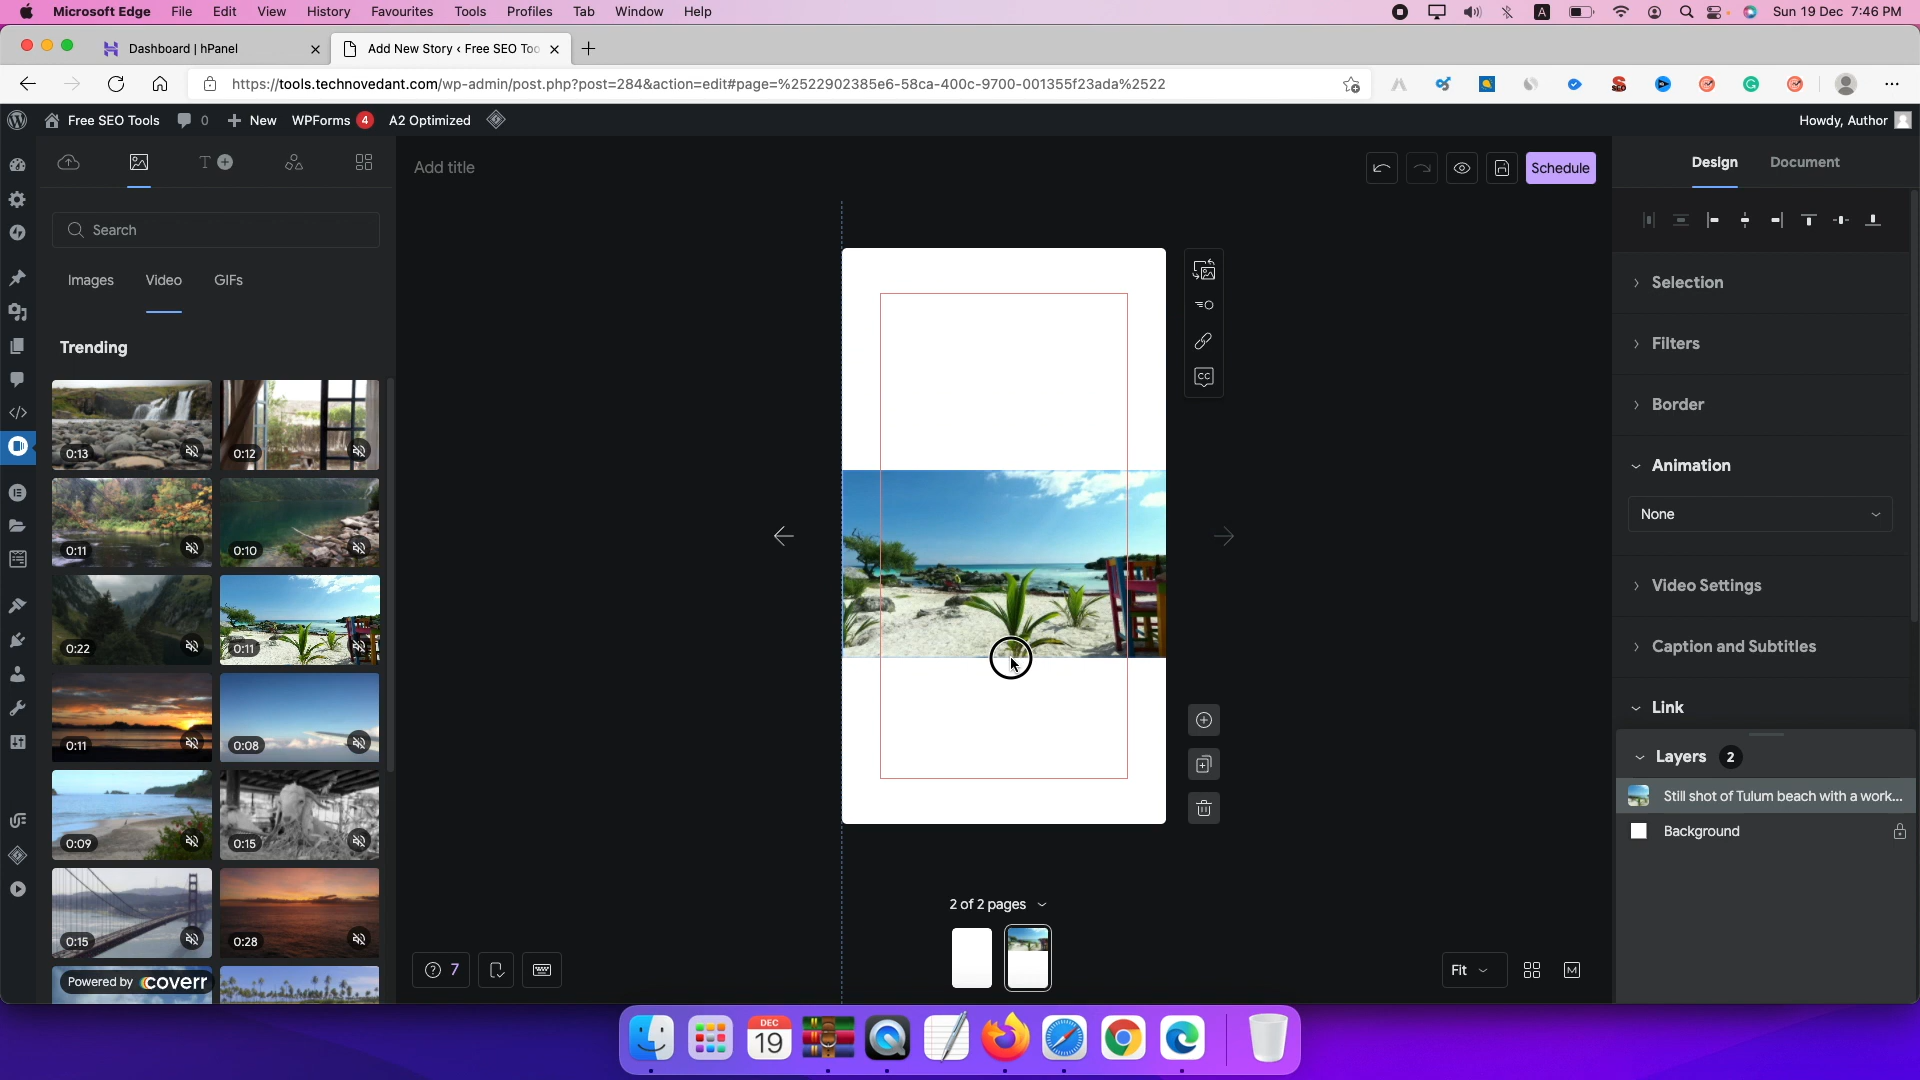 Microsoft Edge File Edit View History Favourites Tools Profiles Tab Window Help
A
Sun 19 Dec 7:46 PM
Dashboard | hPanel
Add New Story ‹ Free SEO Too
https://tools.technovedant.com/wp-admin/post.php?post=284&action=edit#page=%2522902385e6-58ca-400c-9700-001355f23ada%2522
SEO
Free SEO Tools 0 New WPForms 4 A2 Optimized
Howdy, Author
T
Add title
Schedule
Design Document
Search
Images Video GIFs
Trending
0:13 0:12
0:11 0:10
0:22 0:11
0:11 0:08
0:09 0:15
0:15 0:28
Powered by coverr
CC
Selection
Filters
Border
Animation
None
Video Settings
Caption and Subtitles
Link
Layers 2
Still shot of Tulum beach with a work...
Background
2 of 2 pages
7
Fit
M
DEC
19